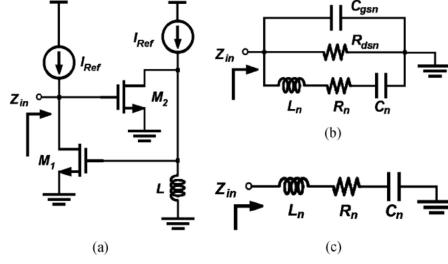 I_Ref
I_Ref
Z_in
M_2
M_1
L
(a)
C_gsn
R_dsn
Z_in
L_n R_n C_n
(b)
Z_in
L_n R_n C_n
(c)